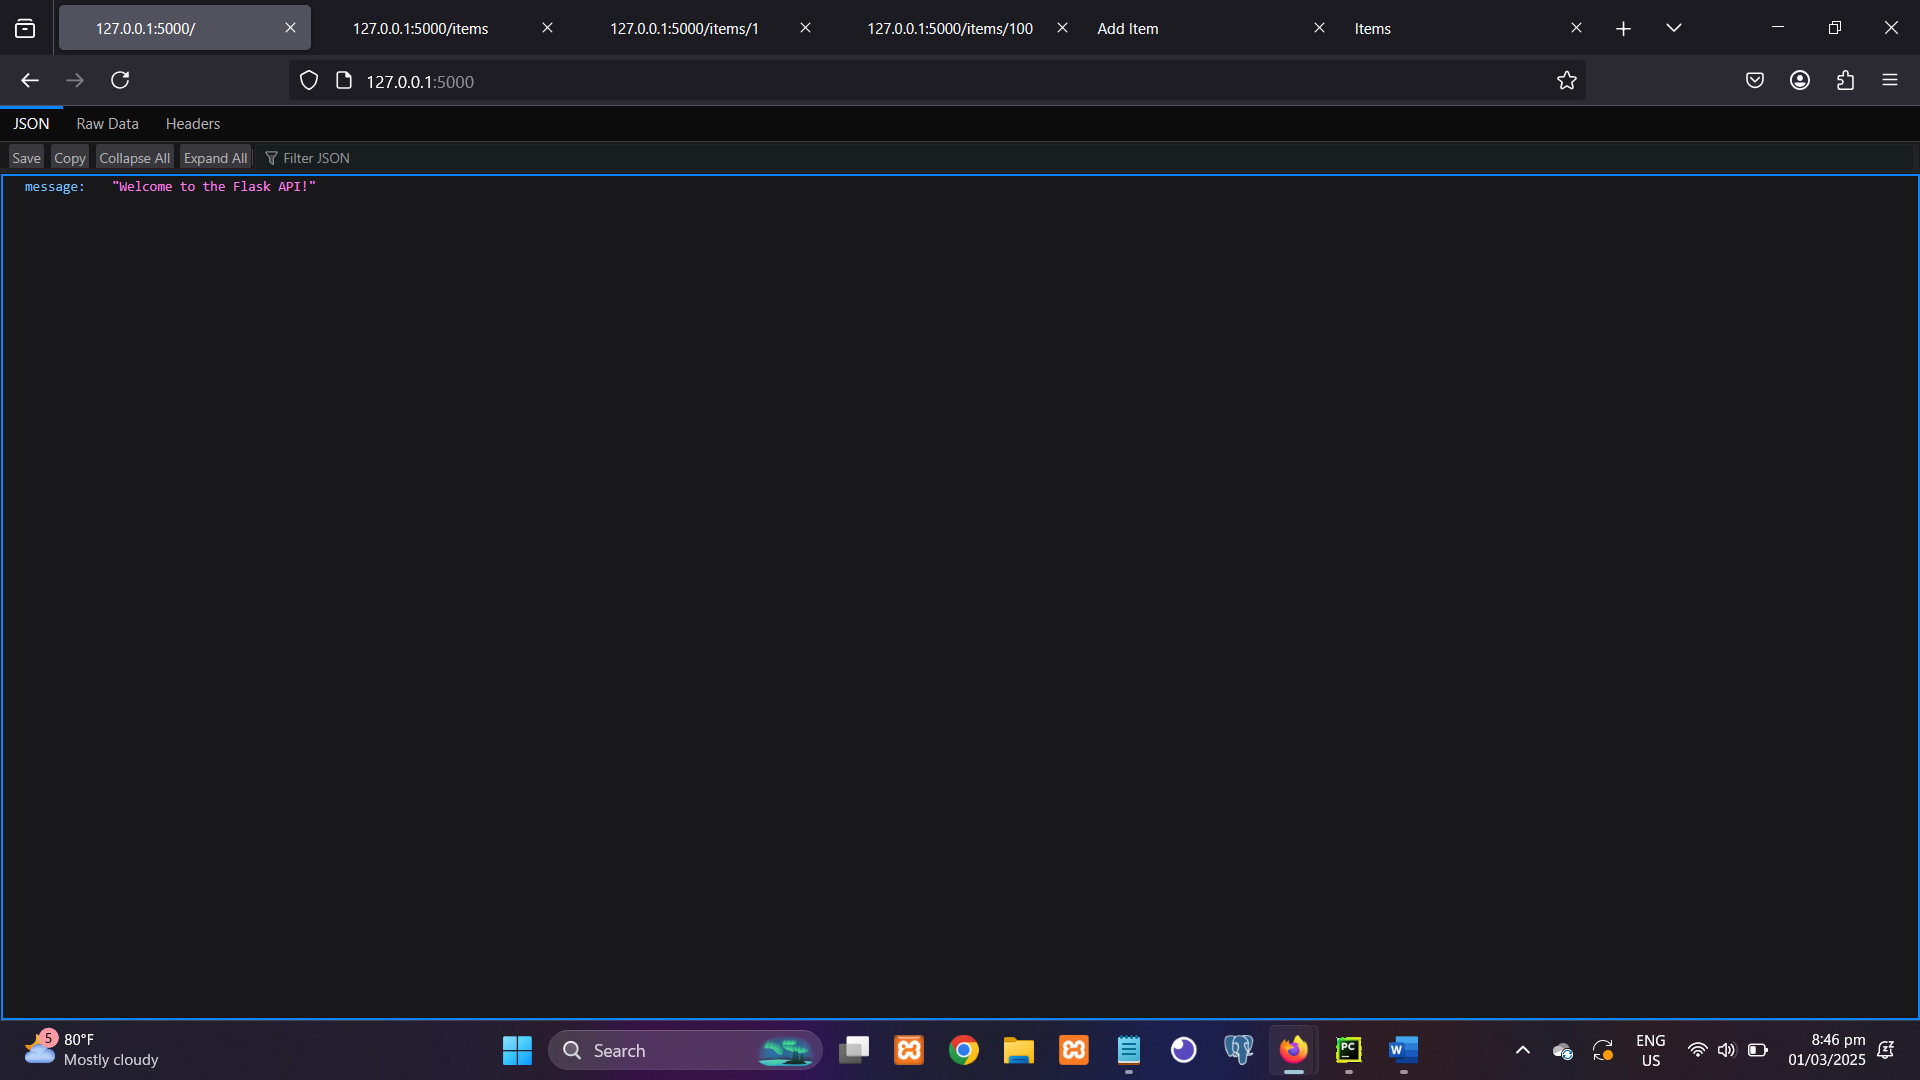 127.0.0.1:5000/
127.0.0.1:5000/items
127.0.0.1:5000/items/1
127.0.0.1:5000/items/100
Add Item
Items
127.0.0.1:5000
JSON
Raw Data
Headers
Save
Copy
Collapse All
Expand All
Filter JSON
message: "Welcome to the Flask API!"
5
80°F
Mostly cloudy
Search
PC
W
ENG
US
8:46 pm
01/03/2025